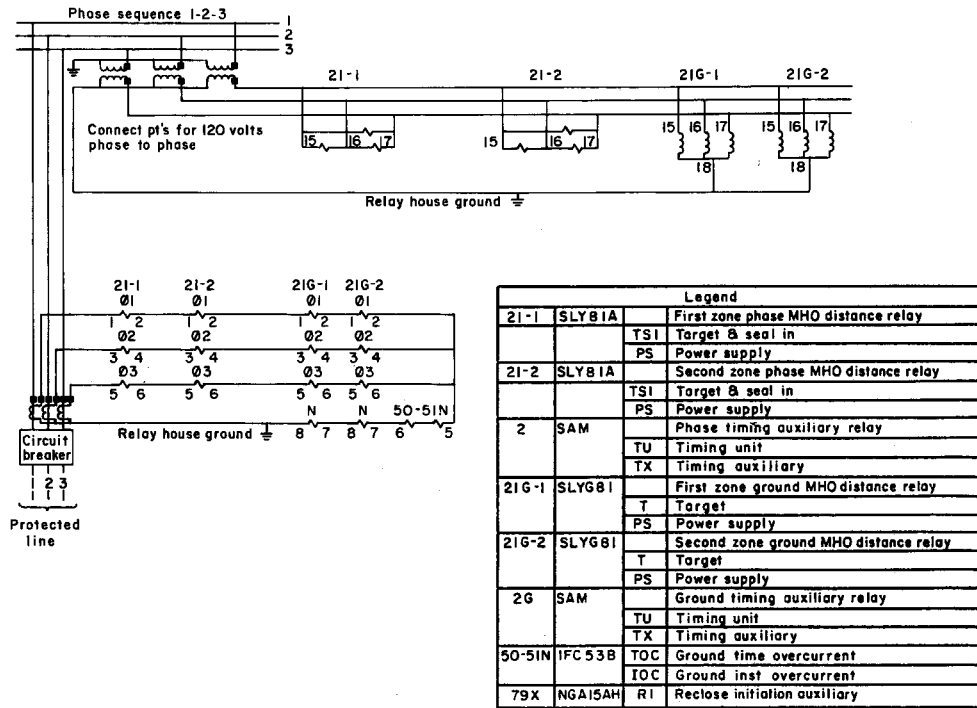 Phase sequence 1-2-3
1
2
3
21-1 21-2 21G-1 21G-2
Connect pt's for 120 volts
phase to phase
15 16 17 15 16 17 15 16 17 15 16 17
18 18
Relay house ground
21-1 21-2 21G-1 21G-2
Ø1 Ø1 Ø1 Ø1
1 2 1 2 1 2 1 2
Ø2 Ø2 Ø2 Ø2
3 4 3 4 3 4 3 4
Ø3 Ø3 Ø3 Ø3
5 6 5 6 5 6 5 6
N N 50-51N
Relay house ground 8 7 8 7 6 5
Circuit
breaker
1 2 3
Protected
line
Legend
21-1 SLY81A First zone phase MHO distance relay
TSI Target & seal in
PS Power supply
21-2 SLY81A Second zone phase MHO distance relay
TSI Target & seal in
PS Power supply
2 SAM Phase timing auxiliary relay
TU Timing unit
TX Timing auxiliary
21G-1 SLYG81 First zone ground MHO distance relay
T Target
PS Power supply
21G-2 SLYG81 Second zone ground MHO distance relay
T Target
PS Power supply
2G SAM Ground timing auxiliary relay
TU Timing unit
TX Timing auxiliary
50-51N IFC53B TOC Ground time overcurrent
IOC Ground inst overcurrent
79X NGA15AH RI Reclose initiation auxiliary